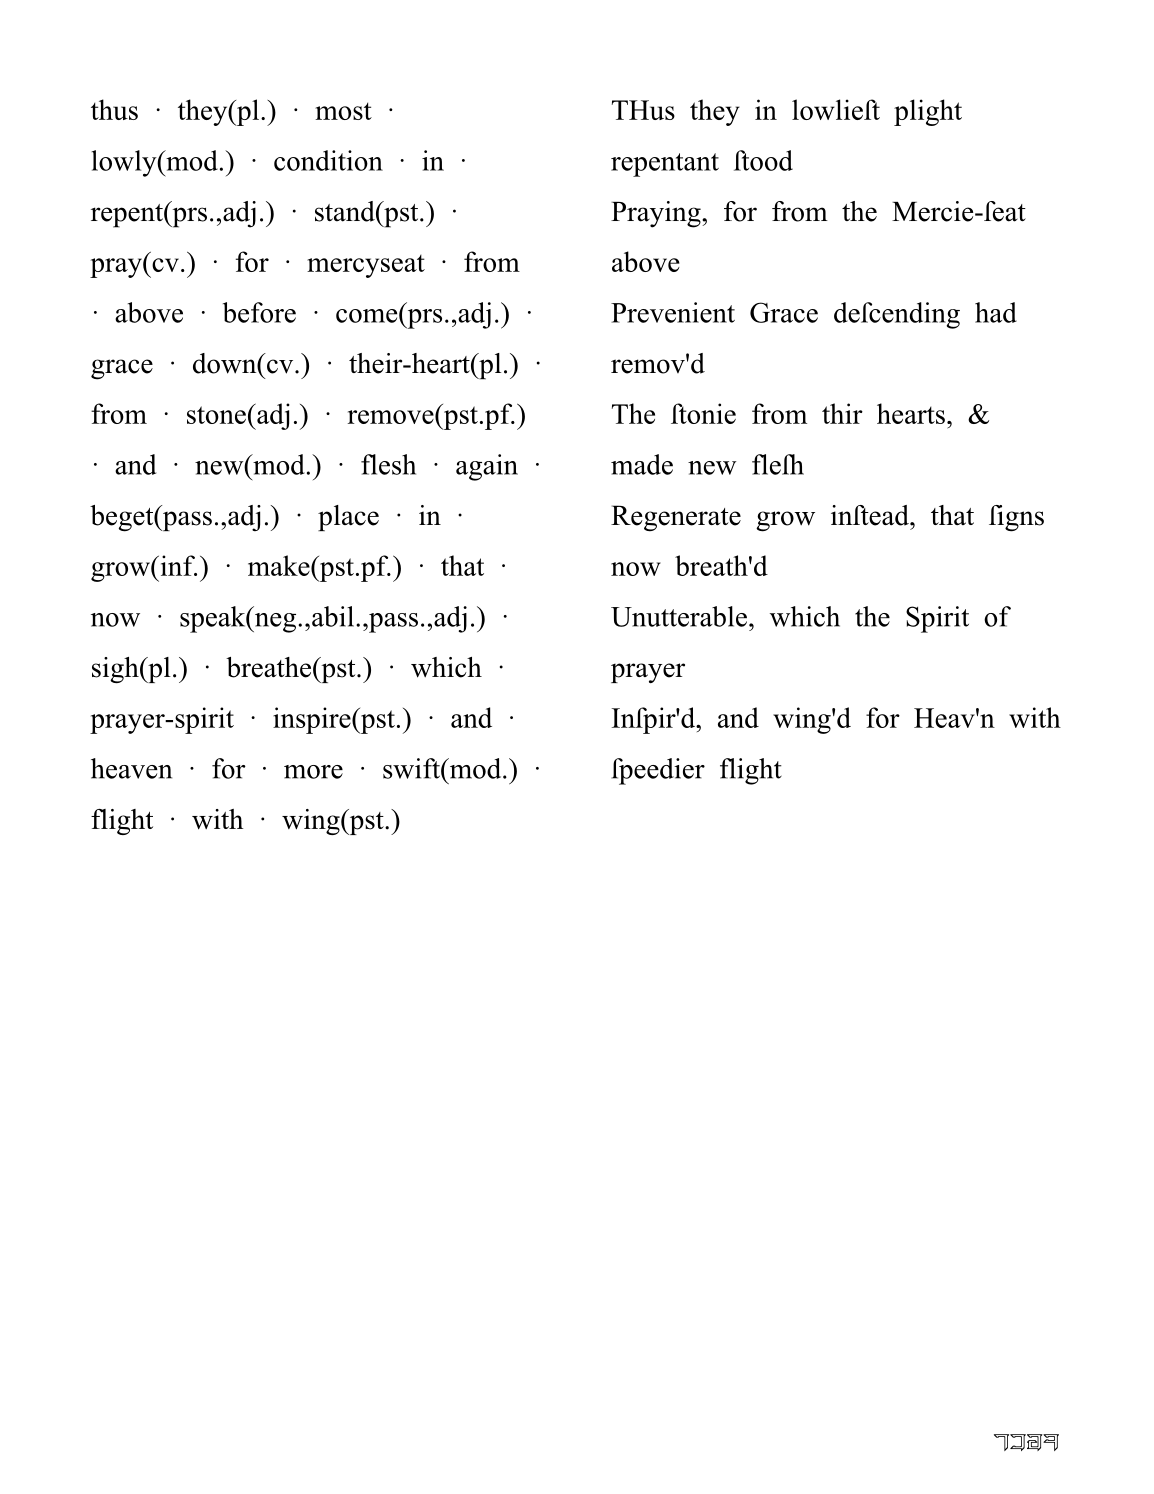 thus · they(pl.) · most ·
lowly(mod.) · condition · in ·
repent(prs.,adj.) · stand(pst.) ·
pray(cv.) · for · mercyseat · from
· above · before · come(prs.,adj.) ·
grace · down(cv.) · their-heart(pl.) ·
from · stone(adj.) · remove(pst.pf.)
· and · new(mod.) · flesh · again ·
beget(pass.,adj.) · place · in ·
grow(inf.) · make(pst.pf.) · that ·
now · speak(neg.,abil.,pass.,adj.) ·
sigh(pl.) · breathe(pst.) · which ·
prayer-spirit · inspire(pst.) · and ·
heaven · for · more · swift(mod.) ·
flight · with · wing(pst.)
THus they in lowlieſt plight
repentant ſtood
Praying, for from the Mercie-ſeat
above
Prevenient Grace deſcending had
remov'd
The ſtonie from thir hearts, &
made new fleſh
Regenerate grow inſtead, that ſigns
now breath'd
Unutterable, which the Spirit of
prayer
Inſpir'd, and wing'd for Heav'n with
ſpeedier flight